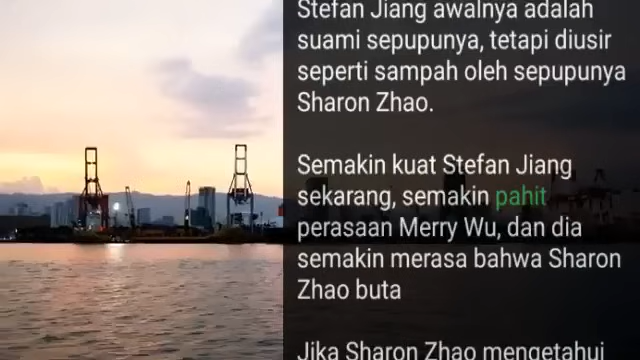 Stefan Jiang awalnya adalah
suami sepupunya, tetapi diusir
seperti sampah oleh sepupunya
Sharon Zhao.
Semakin kuat Stefan Jiang
sekarang, semakin pahit
perasaan Merry Wu, dan dia
semakin merasa bahwa Sharon
Zhao buta
Jika Sharon Zhao mengetahui